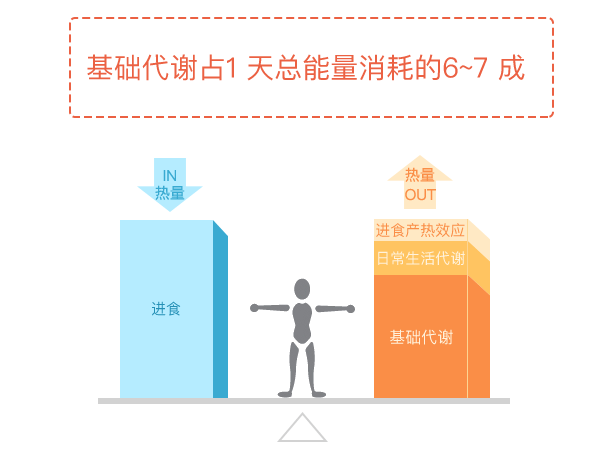 基础代谢占1 天总能量消耗的6~7 成
IN
热量
热量
OUT
进食产热效应
日常生活代谢
进食
基础代谢